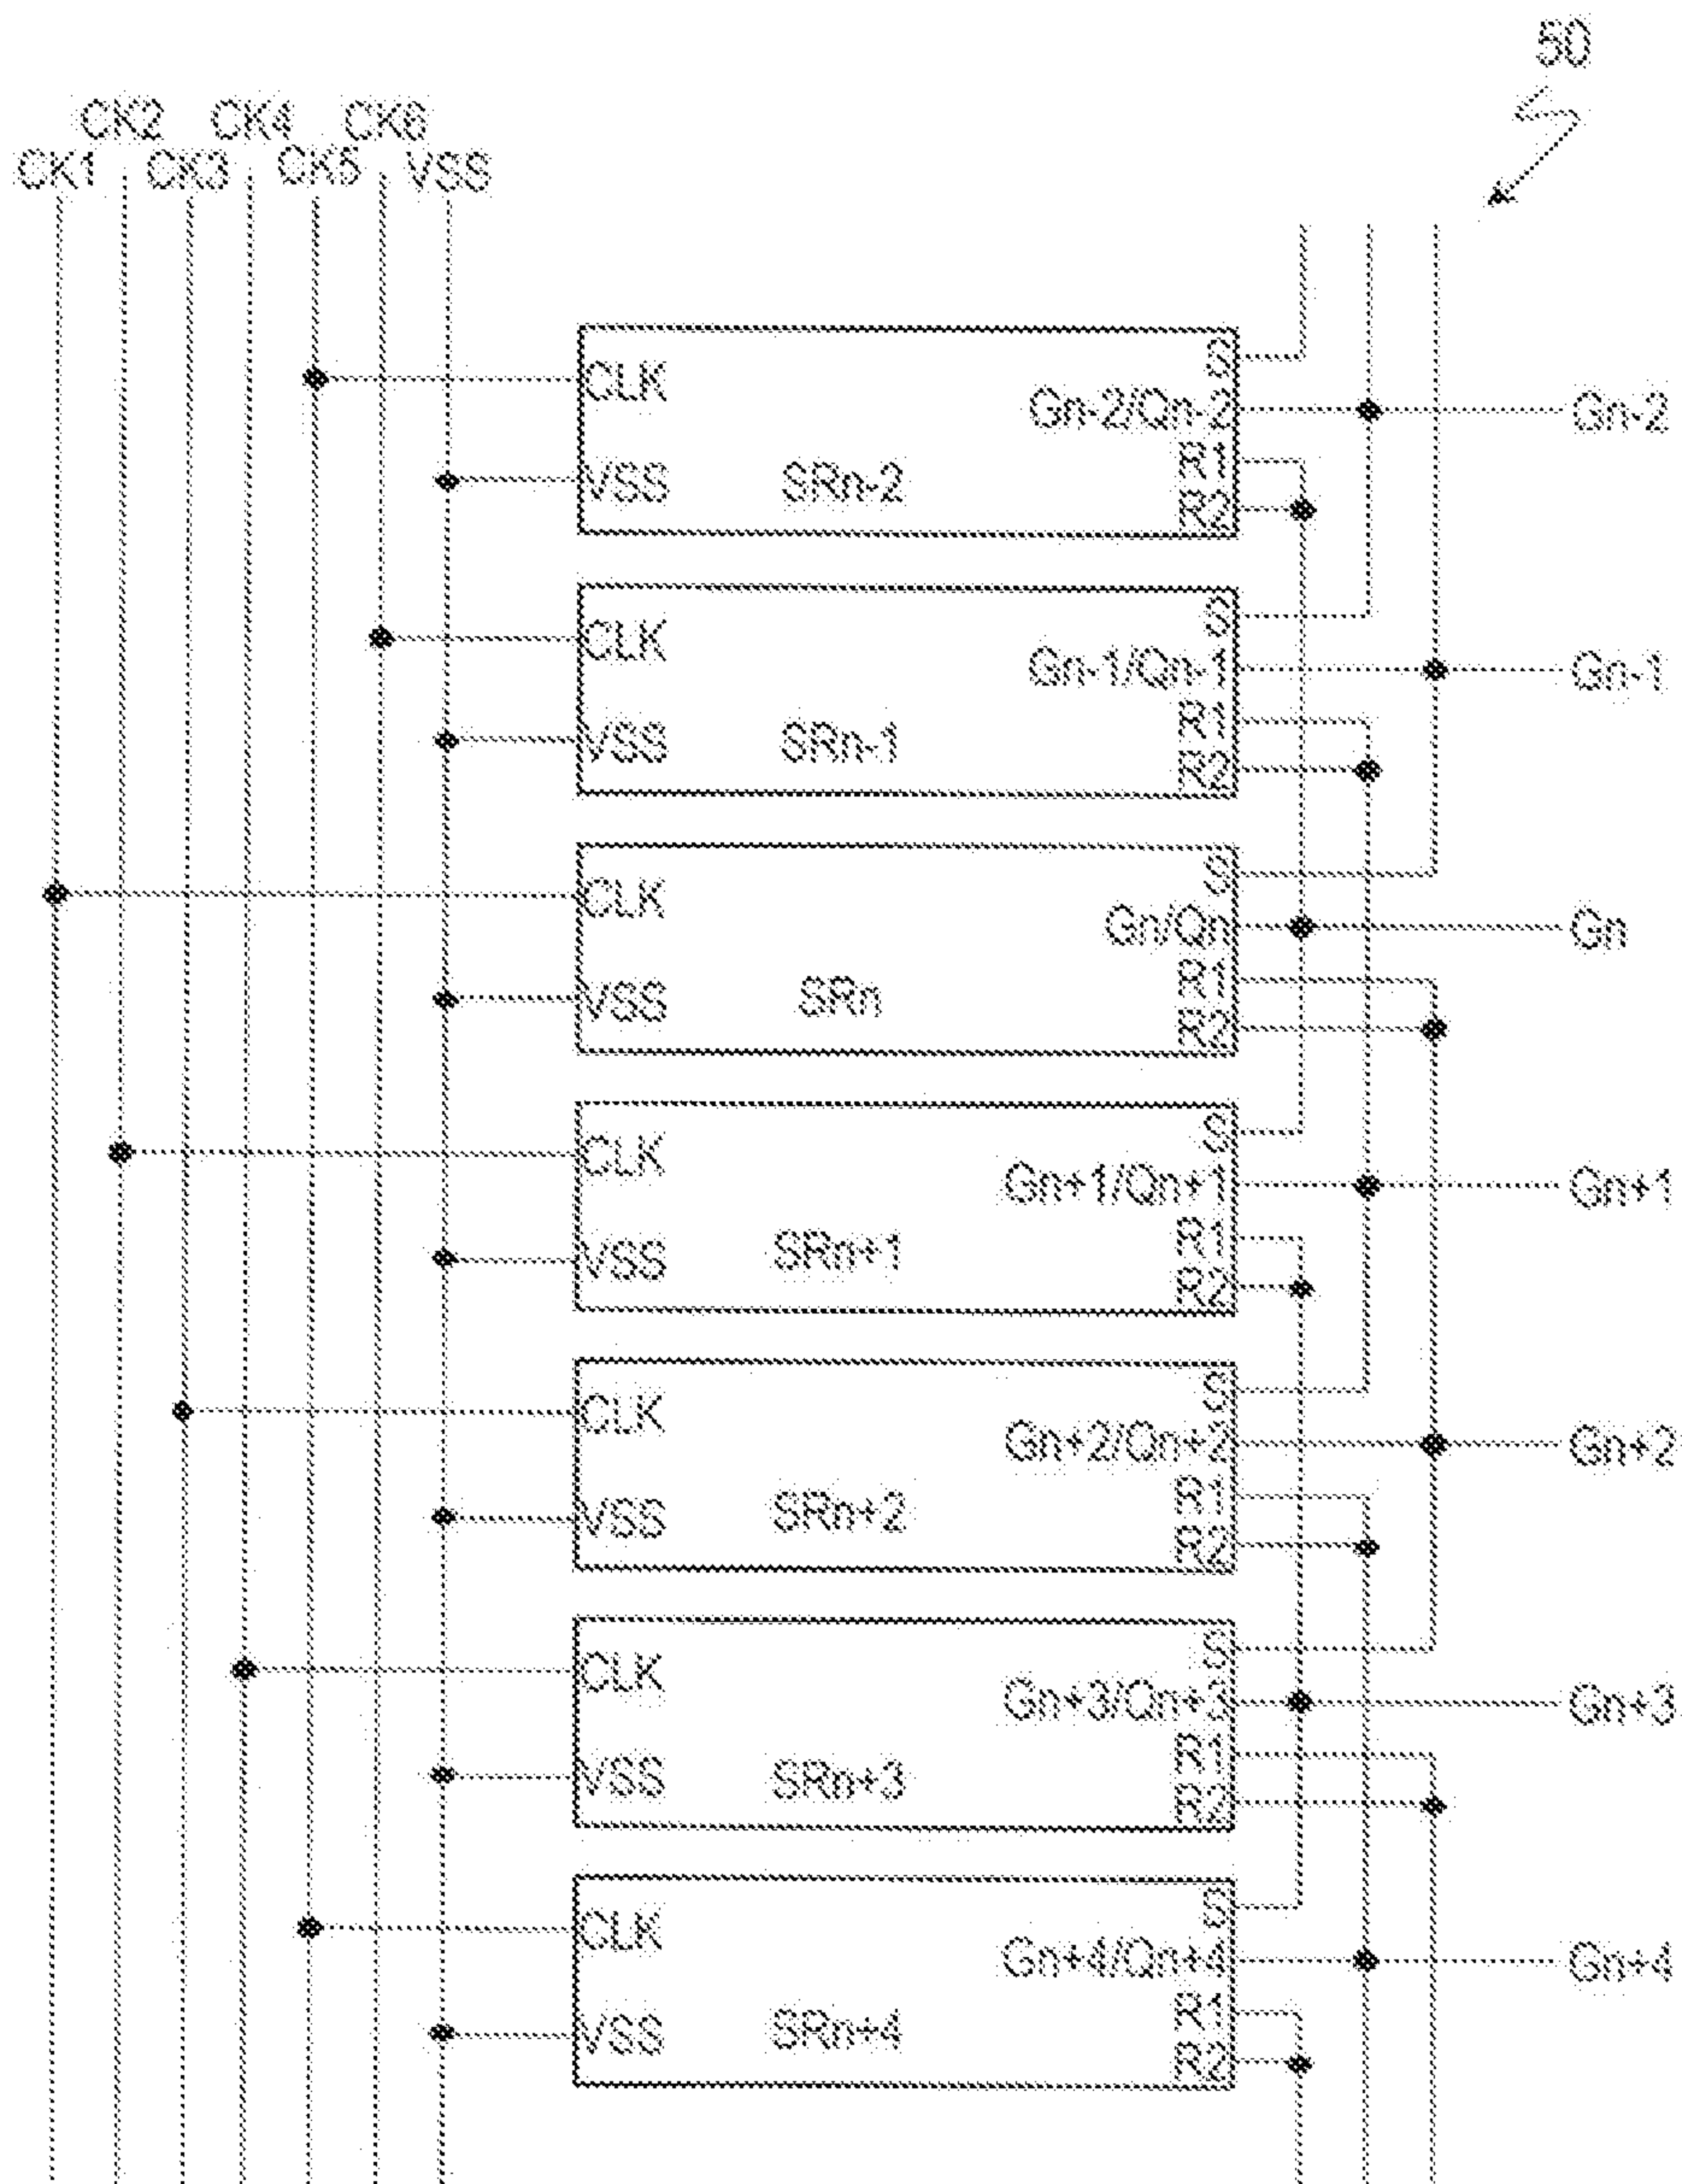 50
CK2 CK4 CK6
CK1 CK3 CK5 VSS
S
CLK
Gn-2/Qn-2 Gn-2
R1
VSS SRn-2
R2
S
CLK
Gn-1/Qn-1 Gn-1
R1
VSS SRn-1
R2
S
CLK
Gn/Qn Gn
R1
VSS SRn
R2
S
CLK
Gn+1/Qn+1 Gn+1
R1
VSS SRn+1
R2
S
CLK
Gn+2/Qn+2 Gn+2
R1
VSS SRn+2
R2
S
CLK
Gn+3/Qn+3 Gn+3
R1
VSS SRn+3
R2
S
CLK
Gn+4/Qn+4 Gn+4
R1
VSS SRn+4
R2